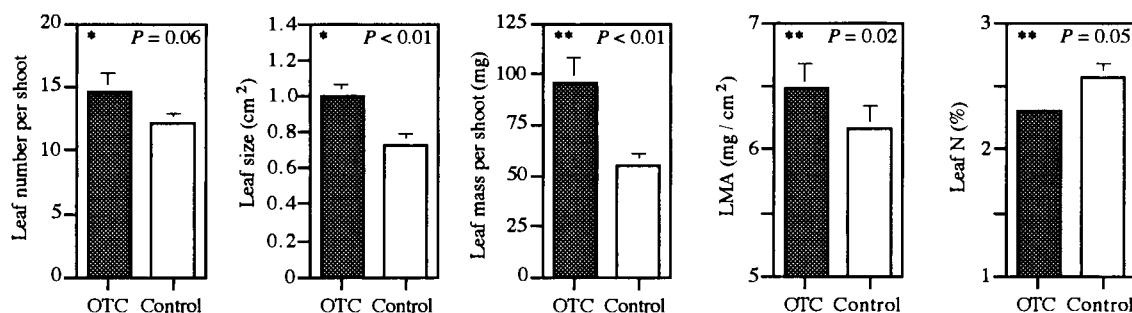 Leaf number per shoot
20
15
10
5
0
* P = 0.06
OTC Control
Leaf size (cm²)
1.4
1.2
1.0
0.8
0.6
0.4
0.2
0
* P < 0.01
OTC Control
Leaf mass per shoot (mg)
125
100
75
50
25
0
** P < 0.01
OTC Control
LMA (mg / cm²)
7
6
5
** P = 0.02
OTC Control
Leaf N (%)
3
2
1
** P = 0.05
OTC Control